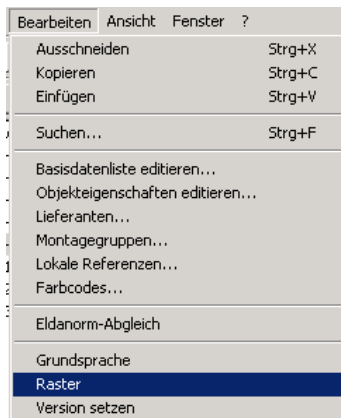 Bearbeiten Ansicht Fenster ?
Ausschneiden Strg+X
Kopieren Strg+C
Einfügen Strg+V
Suchen... Strg+F
Basisdatenliste editieren...
Objekteigenschaften editieren...
Lieferanten...
Montagegruppen...
Lokale Referenzen...
Farbcodes...
Eldanorm-Abgleich
Grundsprache
Raster
Version setzen